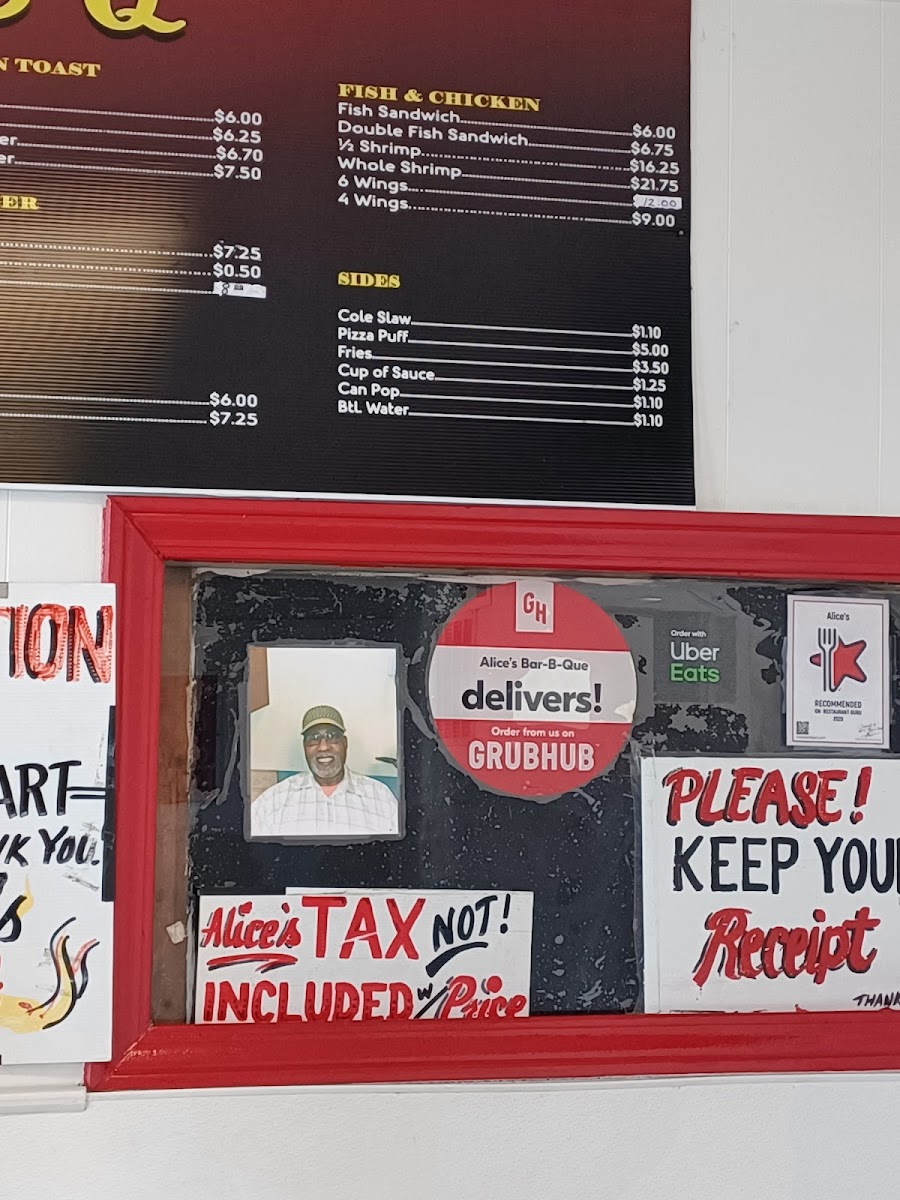 Q
N TOAST
$6.00
$6.25
er $6.70
er $7.50
ER
$7.25
$0.50
$6.00
$7.25
FISH & CHICKEN
Fish Sandwich $6.00
Double Fish Sandwich $6.75
½ Shrimp $16.25
Whole Shrimp $21.75
6 Wings $12.00
4 Wings $9.00
SIDES
Cole Slaw $1.10
Pizza Puff $5.00
Fries $3.50
Cup of Sauce $1.25
Can Pop $1.10
Btl. Water $1.10
TION
ART
NK YOU
GH
Alice's Bar-B-Que
delivers!
Order from us on
GRUBHUB
Order with
Uber
Eats
Alice's
RECOMMENDED
ON RESTAURANT GURU
Alice's TAX NOT!
INCLUDED W/ Price
PLEASE!
KEEP YOU
Receipt
THANK